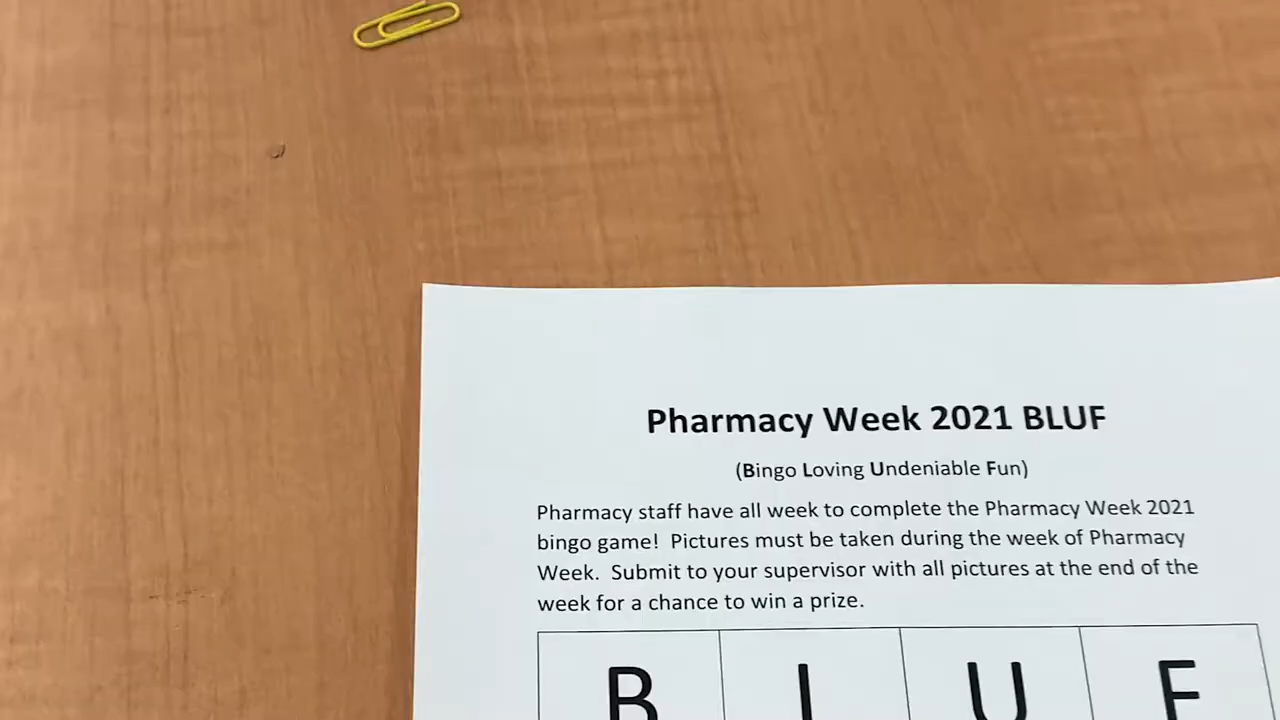 Pharmacy Week 2021 BLUF
(Bingo Loving Undeniable Fun)
Pharmacy staff have all week to complete the Pharmacy Week 2021
bingo game! Pictures must be taken during the week of Pharmacy
Week. Submit to your supervisor with all pictures at the end of the
week for a chance to win a prize.
B L U F